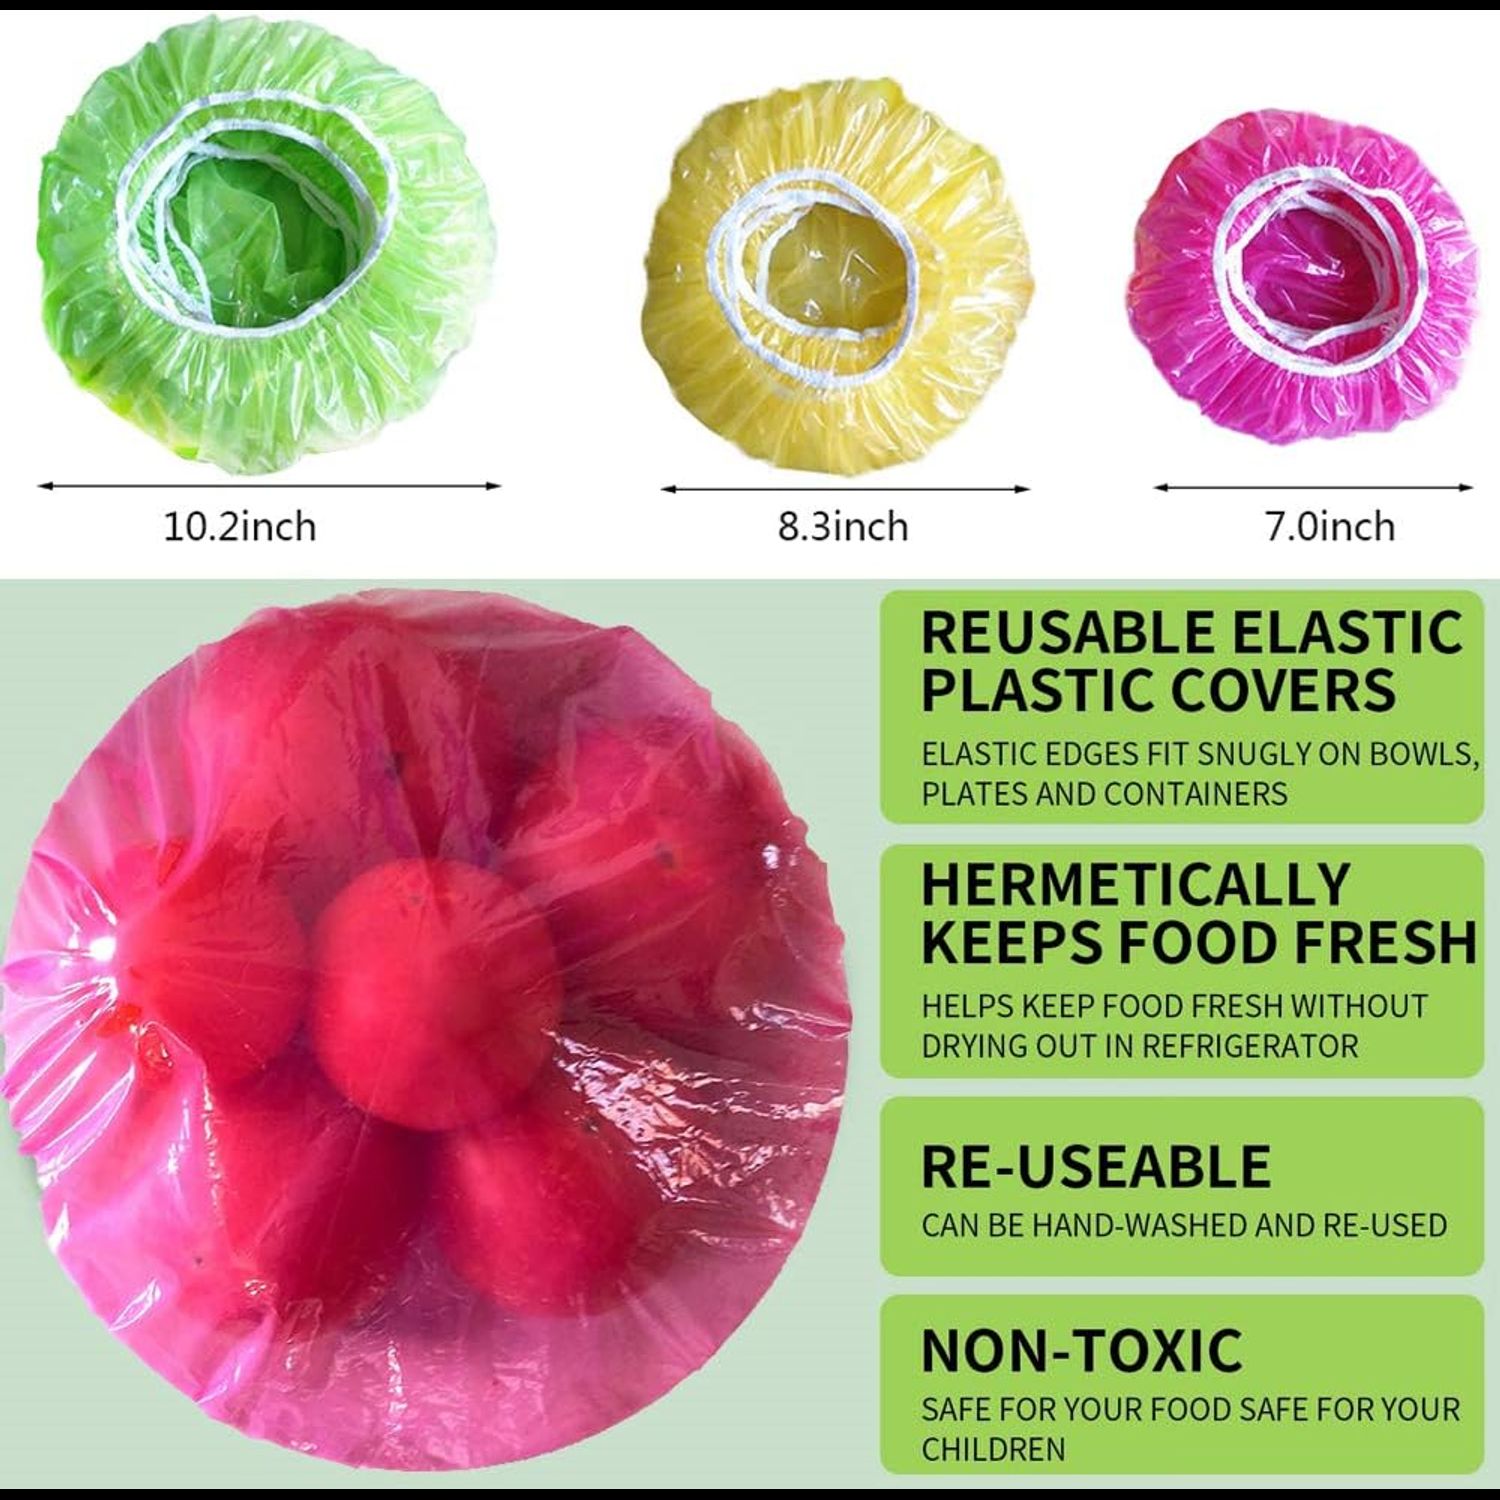 10.2inch
8.3inch
7.0inch
REUSABLE ELASTIC
PLASTIC COVERS
ELASTIC EDGES FIT SNUGLY ON BOWLS,
PLATES AND CONTAINERS
HERMETICALLY
KEEPS FOOD FRESH
HELPS KEEP FOOD FRESH WITHOUT
DRYING OUT IN REFRIGERATOR
RE-USEABLE
CAN BE HAND-WASHED AND RE-USED
NON-TOXIC
SAFE FOR YOUR FOOD SAFE FOR YOUR
CHILDREN